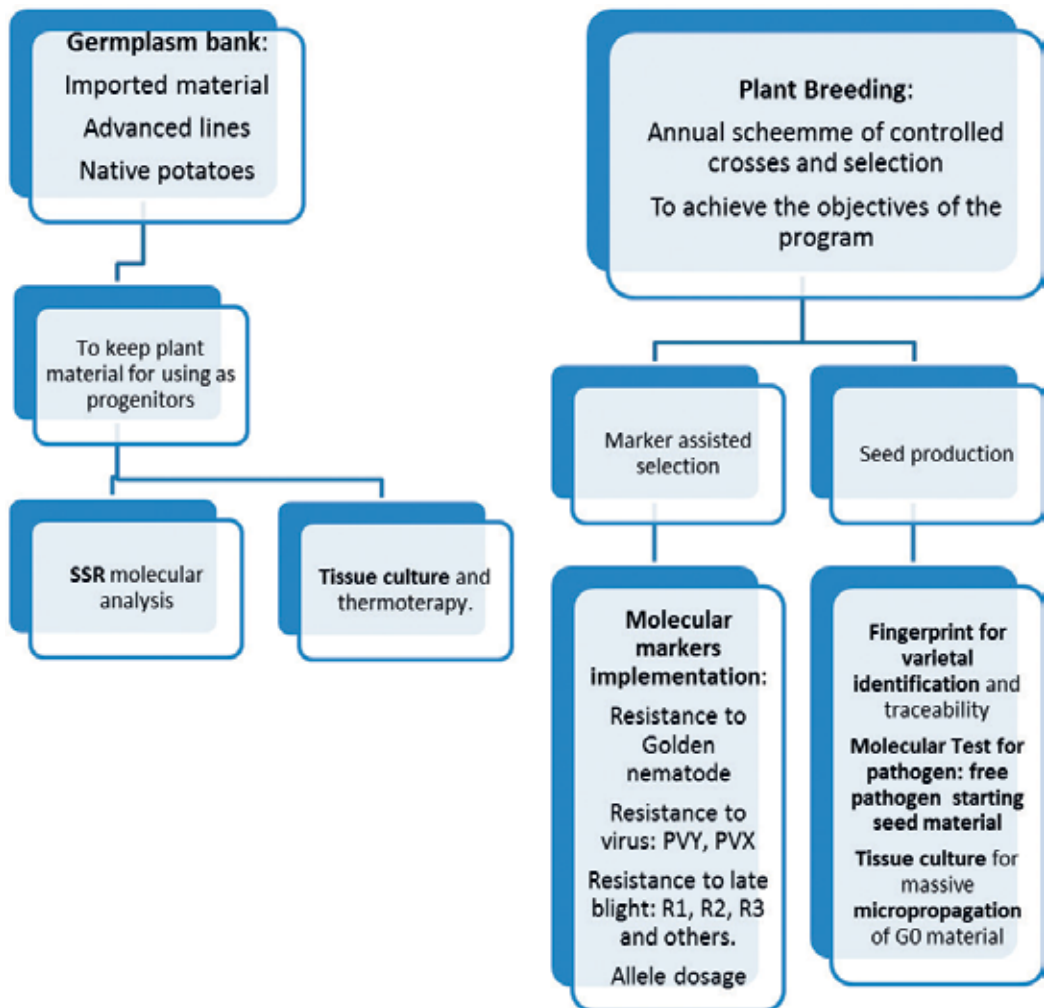 Germplasm bank:
Imported material
Advanced lines
Native potatoes
To keep plant
material for using as
progenitors
SSR molecular
analysis
Tissue culture and
thermoterapy.
Plant Breeding:
Annual scheemme of controlled
crosses and selection
To achieve the objectives of the
program
Marker assisted
selection
Seed production
Molecular
markers
implementation:
Resistance to
Golden
nematode
Resistance to
virus: PVY, PVX
Resistance to late
blight: R1, R2, R3
and others.
Allele dosage
Fingerprint for
varietal
identification and
traceability
Molecular Test for
pathogen: free
pathogen starting
seed material
Tissue culture for
massive
micropropagation
of G0 material